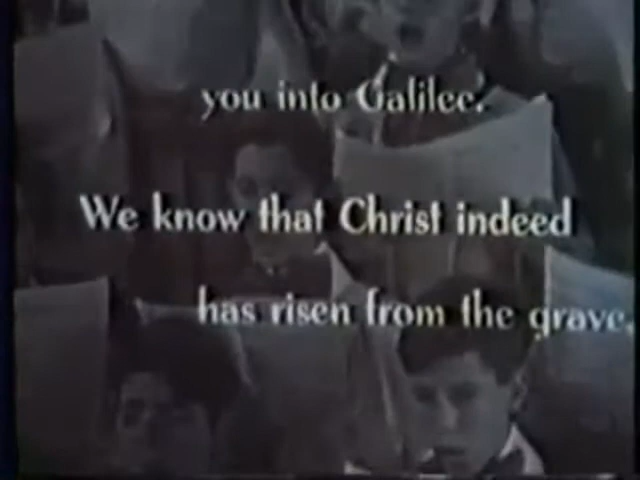 you into Galilee.
We know that Christ indeed
has risen from the grave.